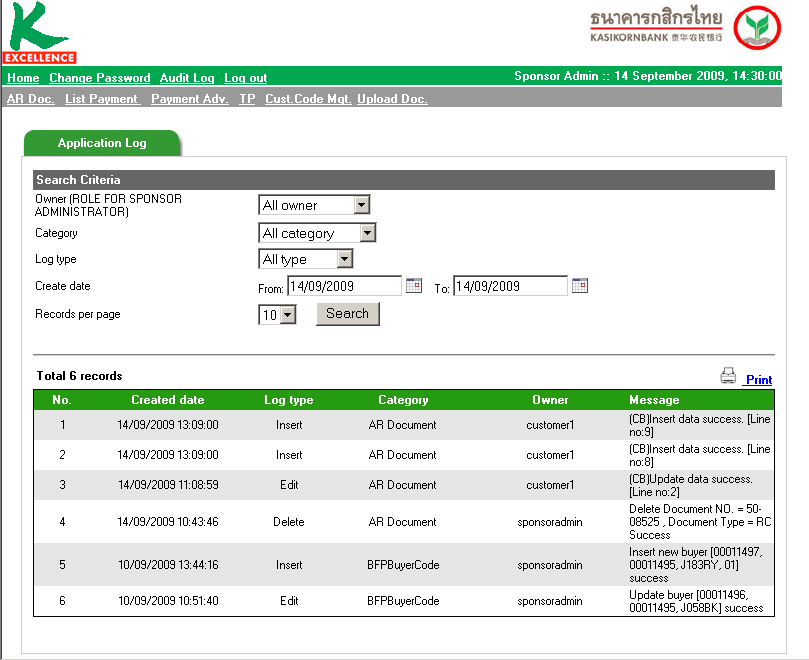 EXCELLENCE
ธนาคารกสิกรไทย
KASIKORNBANK 泰华农民银行
Home Change Password Audit Log Log out Sponsor Admin :: 14 September 2009, 14:30:00
AR Doc. List Payment Payment Adv. TP Cust.Code Mgt. Upload Doc.
Application Log
Search Criteria
Owner (ROLE FOR SPONSOR
ADMINISTRATOR) All owner
Category All category
Log type All type
Create date From: 14/09/2009 To: 14/09/2009
Records per page 10 Search
Total 6 records Print
No. Created date Log type Category Owner Message
1 14/09/2009 13:09:00 Insert AR Document customer1 (CB)Insert data success. [Line
no:9]
2 14/09/2009 13:09:00 Insert AR Document customer1 (CB)Insert data success. [Line
no:8]
3 14/09/2009 11:08:59 Edit AR Document customer1 (CB)Update data success.
[Line no:2]
4 14/09/2009 10:43:46 Delete AR Document sponsoradmin Delete Document NO. = 50-
08525 , Document Type = RC
Success
5 10/09/2009 13:44:16 Insert BFPBuyerCode sponsoradmin Insert new buyer [00011497,
00011495, J183RY, 01]
success
6 10/09/2009 10:51:40 Edit BFPBuyerCode sponsoradmin Update buyer [00011496,
00011495, J058BK] success